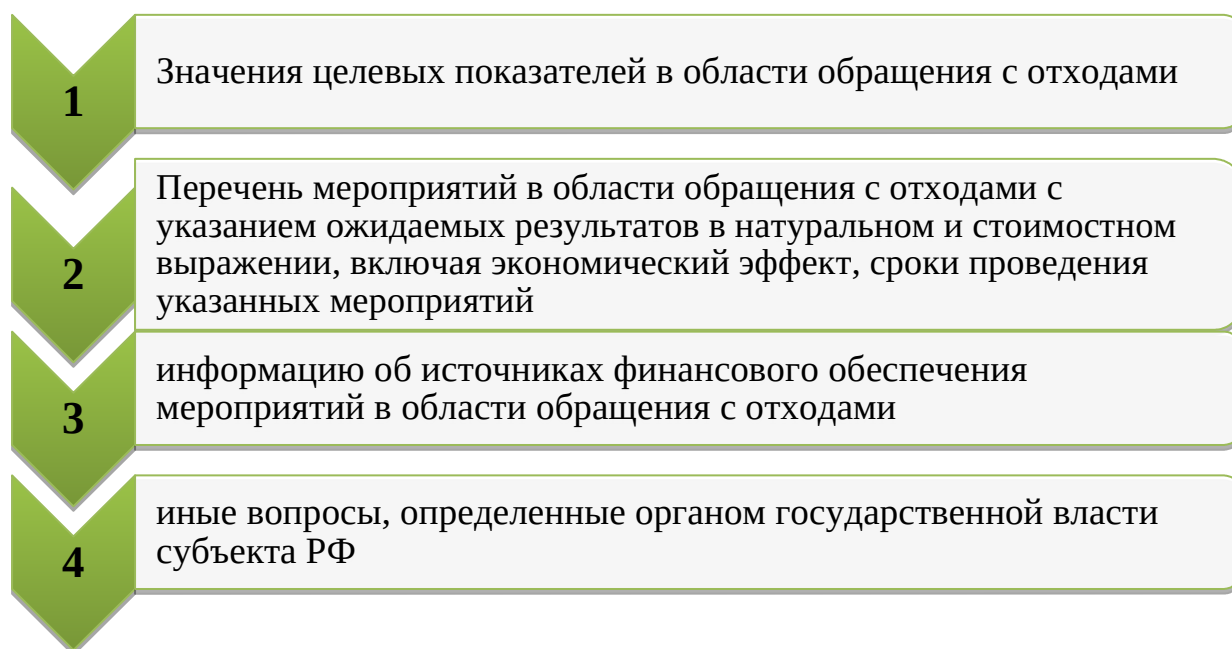 1
Значения целевых показателей в области обращения с отходами
2
Перечень мероприятий в области обращения с отходами с
указанием ожидаемых результатов в натуральном и стоимостном
выражении, включая экономический эффект, сроки проведения
указанных мероприятий
3
информацию об источниках финансового обеспечения
мероприятий в области обращения с отходами
4
иные вопросы, определенные органом государственной власти
субъекта РФ